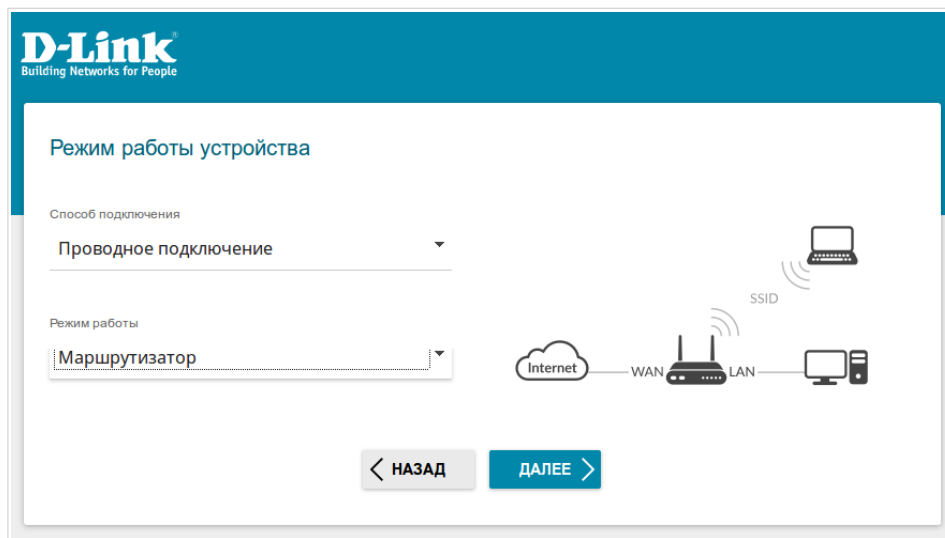 D-Link
Building Networks for People
Режим работы устройства
Способ подключения
Проводное подключение
Режим работы
Маршрутизатор
SSID
Internet
WAN
LAN
НАЗАД
ДАЛЕЕ